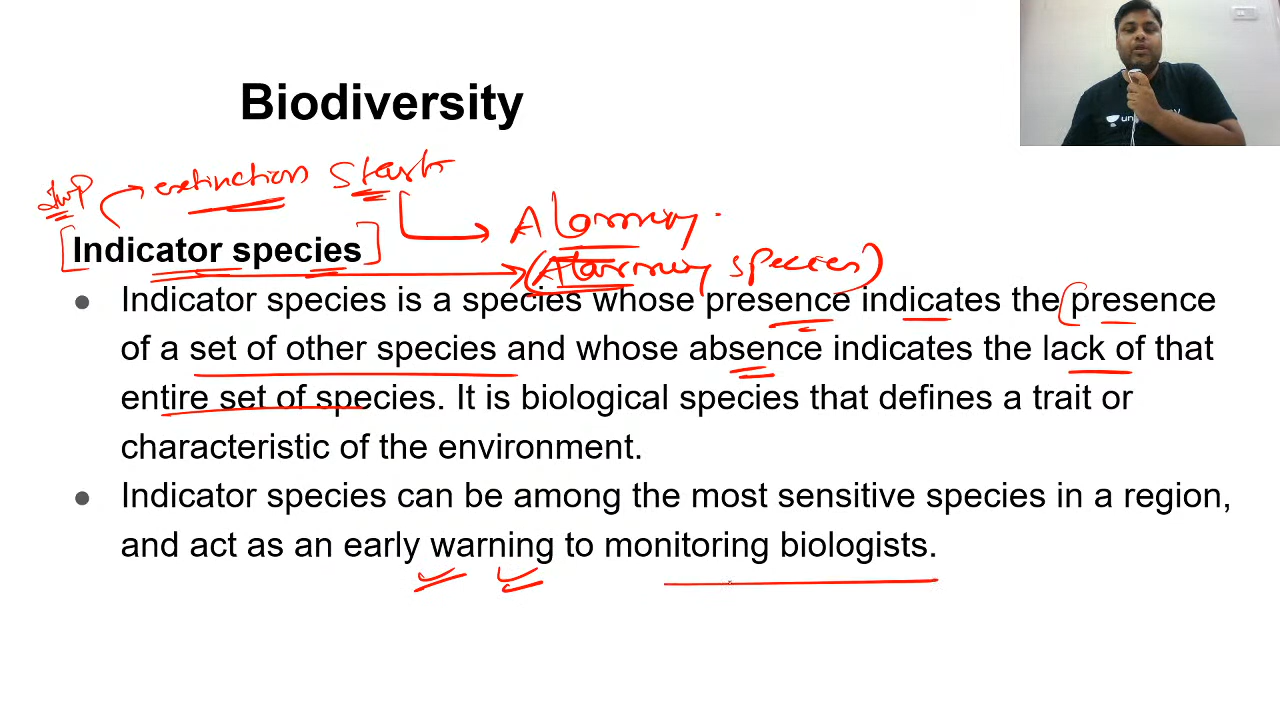 Biodiversity
Imp extinction Start
Alarming.
[Indicator species]
(Alarming species)
● Indicator species is a species whose presence indicates the presence
of a set of other species and whose absence indicates the lack of that
entire set of species. It is biological species that defines a trait or
characteristic of the environment.
● Indicator species can be among the most sensitive species in a region,
and act as an early warning to monitoring biologists.